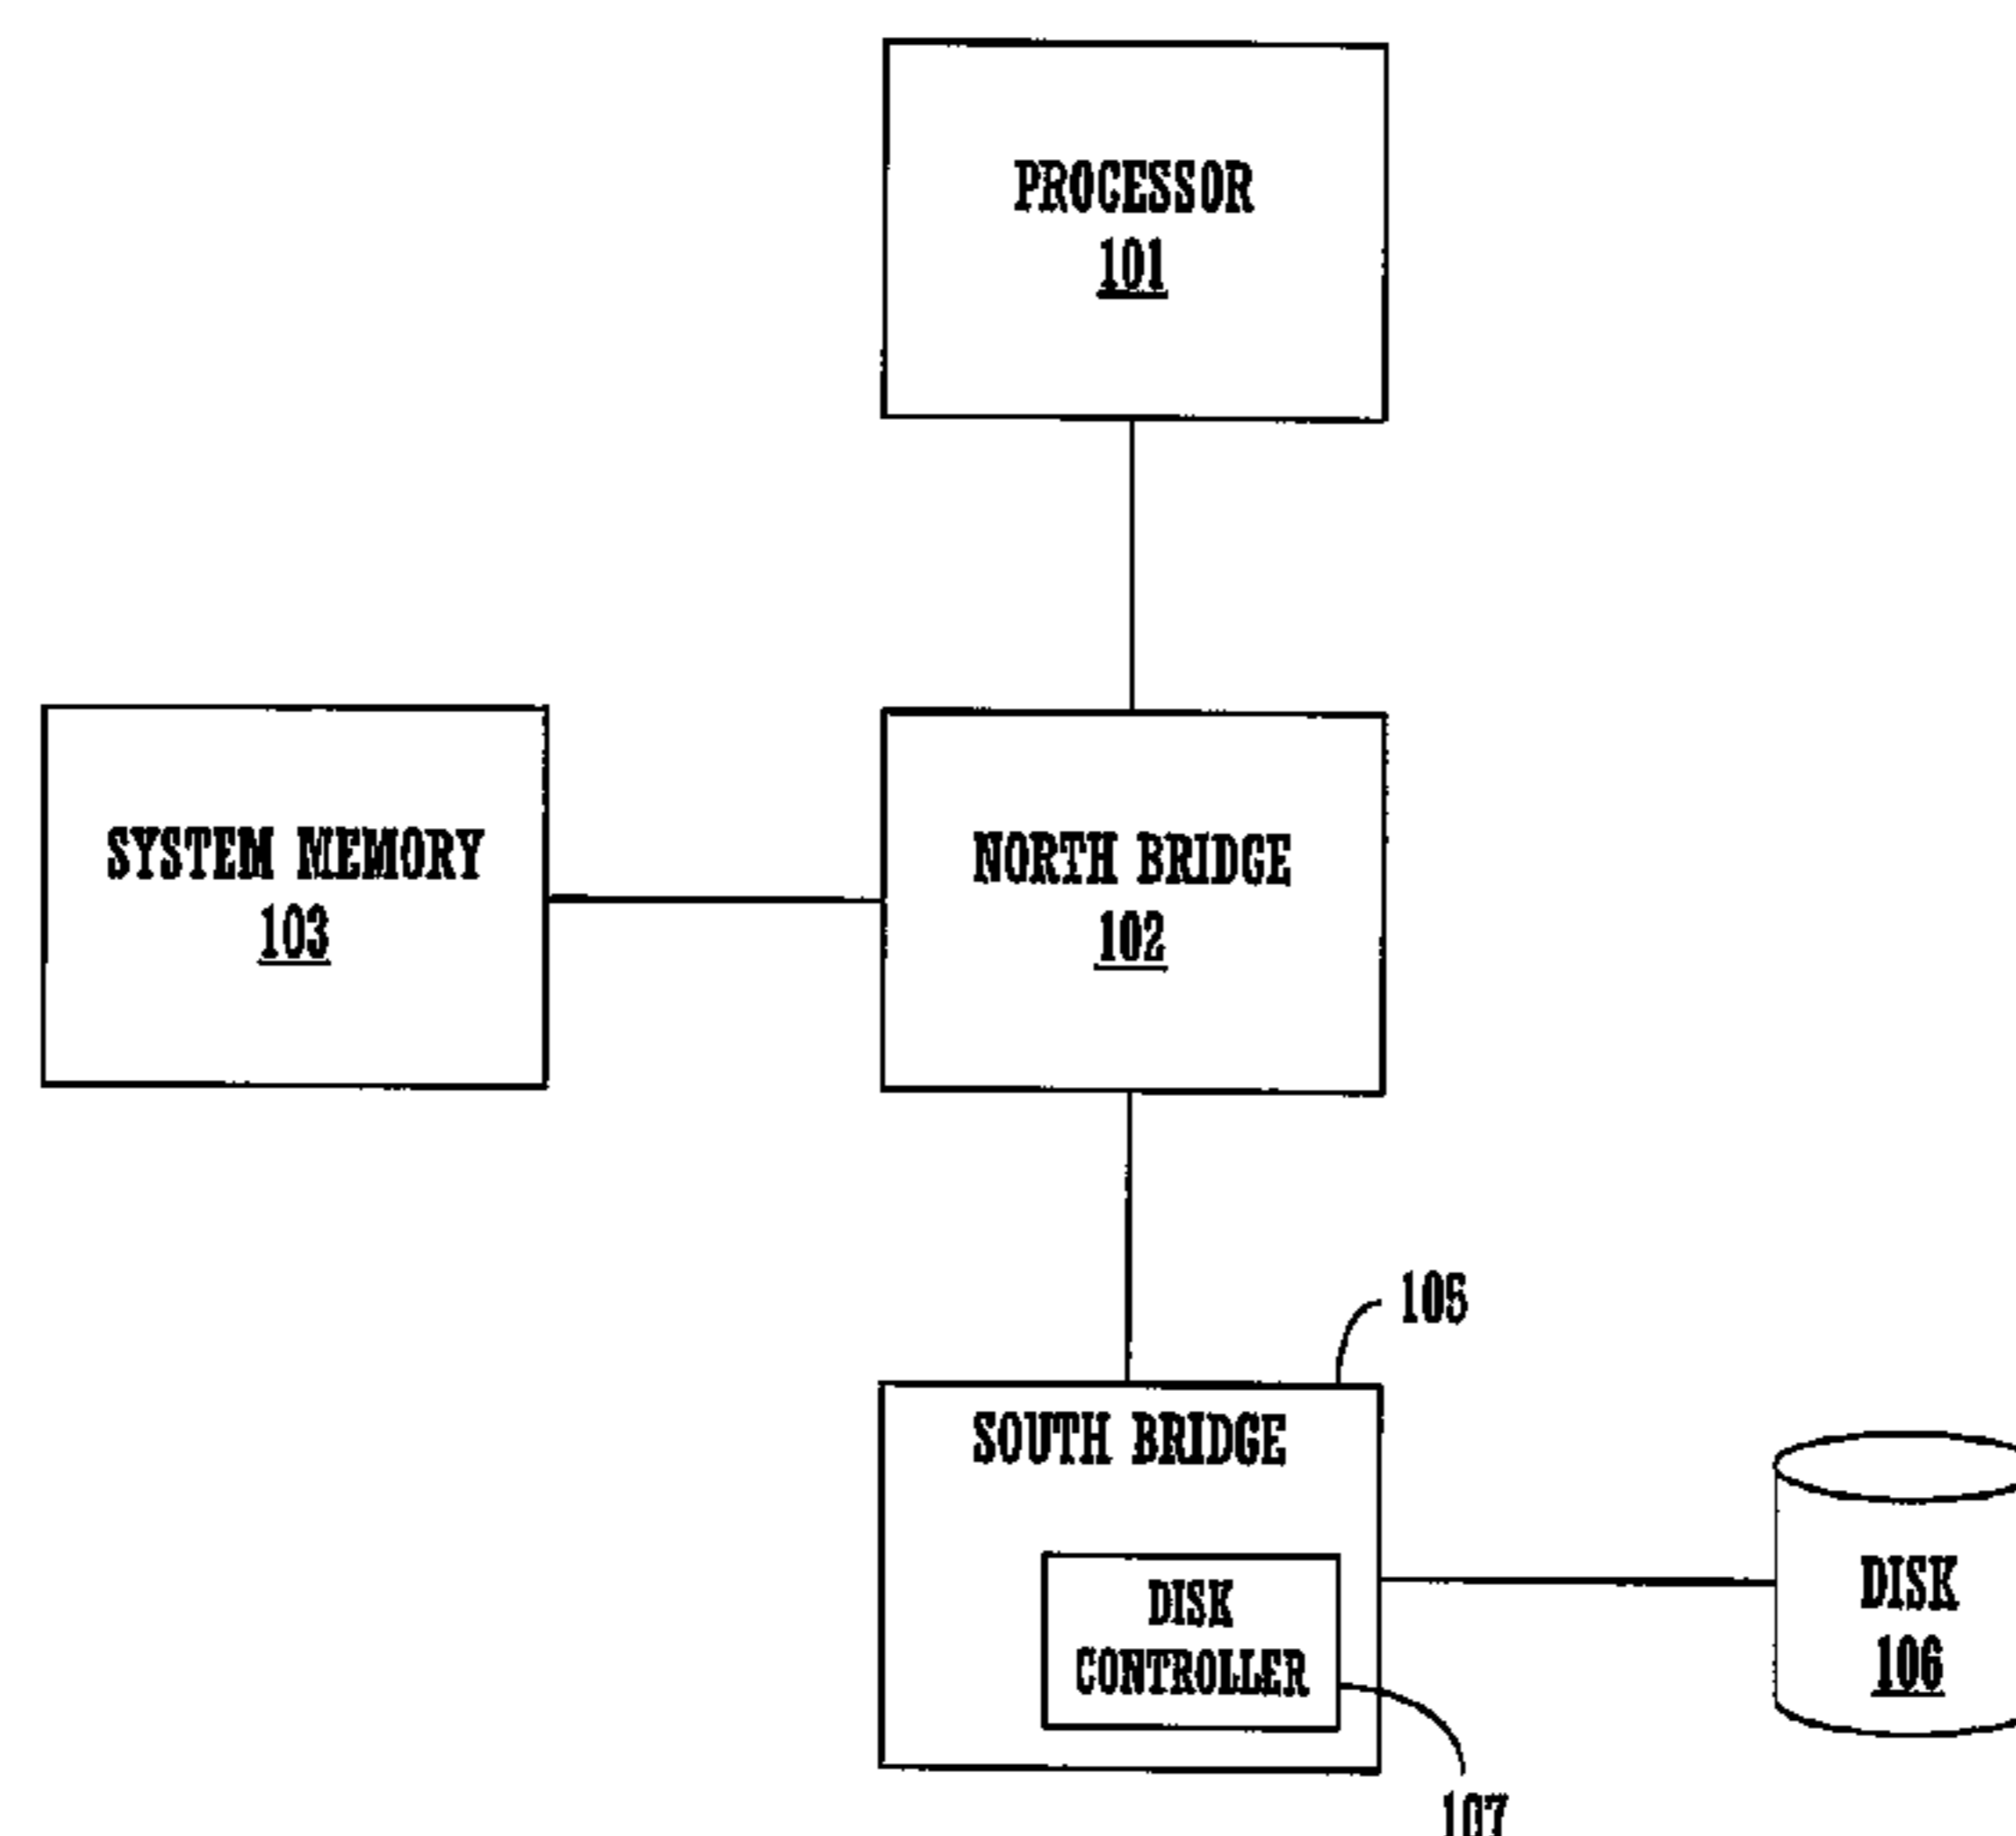 PROCESSOR
101
SYSTEM MEMORY
103
NORTH BRIDGE
102
105
SOUTH BRIDGE
DISK
CONTROLLER
DISK
106
107